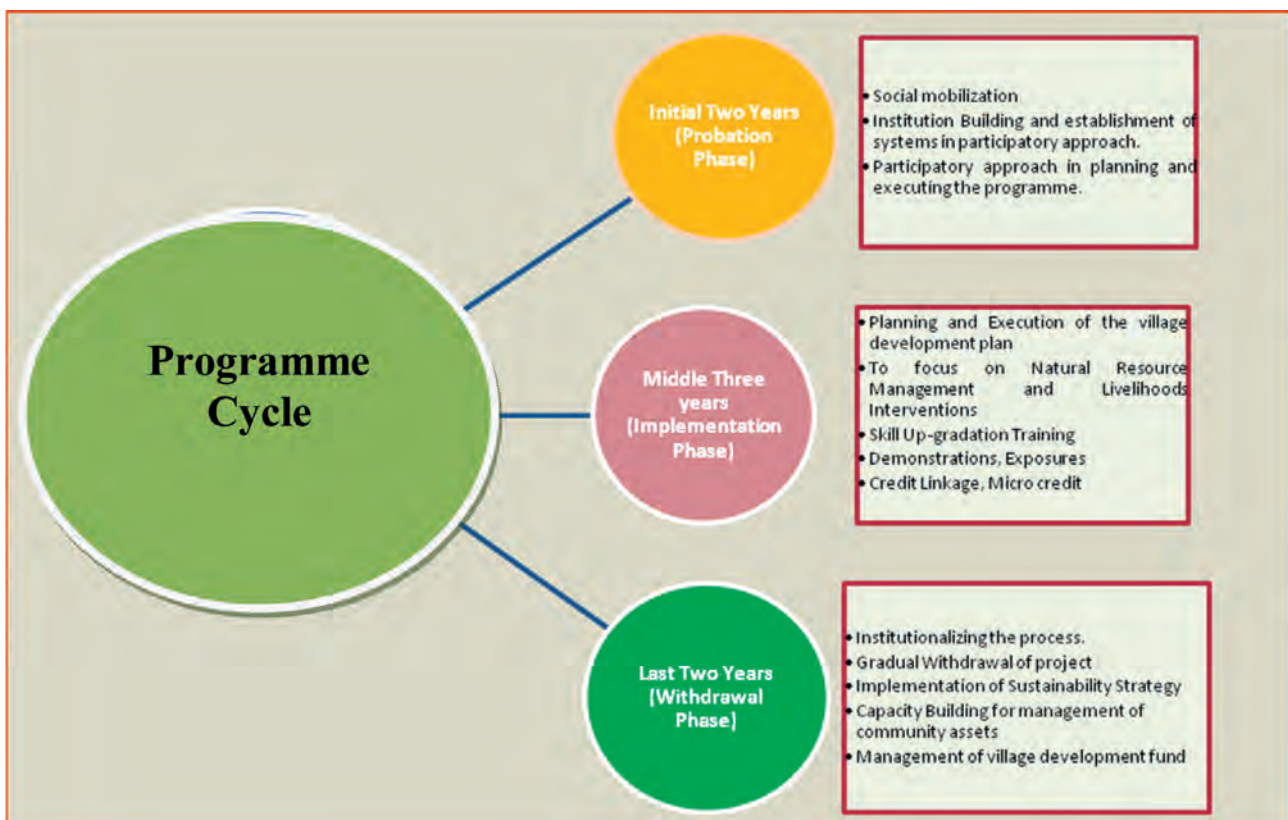 Programme
Cycle
Initial Two Years
(Probation
Phase)
• Social mobilization
• Institution Building and establishment of
systems in participatory approach.
• Participatory approach in planning and
executing the programme.
Middle Three
years
(Implementation
Phase)
• Planning and Execution of the village
development plan
• To focus on Natural Resource
Management and Livelihoods
Interventions
• Skill Up-gradation Training
• Demonstrations, Exposures
• Credit Linkage, Micro credit
Last Two Years
(Withdrawal
Phase)
• Institutionalizing the process.
• Gradual Withdrawal of project
• Implementation of Sustainability Strategy
• Capacity Building for management of
community assets
• Management of village development fund